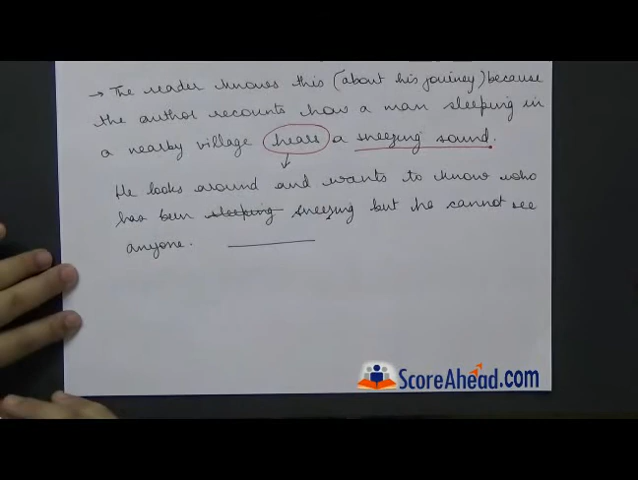 → The reader knows this (about his journey) because
the author recounts how a man sleeping in
a nearby village hears a sneezing sound.
He looks around and wants to know who
has been sleeping sneezing but he cannot see
anyone.
ScoreAhead.com